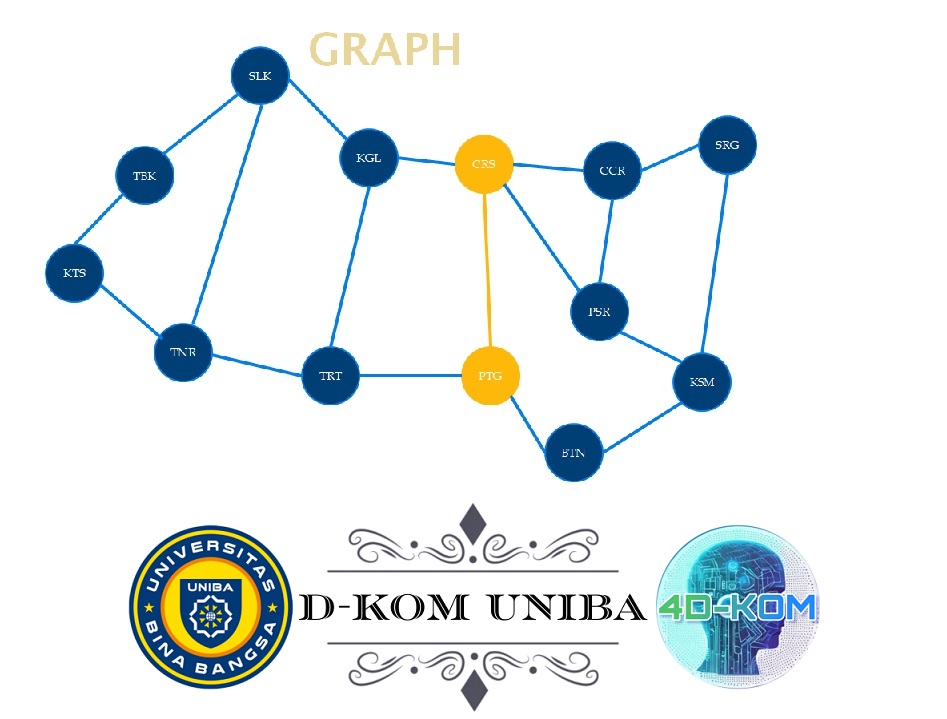 GRAPH
SLK
KGL
CRS
CCR
SRG
TBK
KTS
PSR
TNR
TRT
PTG
KSM
BTN
UNIVERSITAS
UNIBA
BINA BANGSA
D-KOM UNIBA
4D-KOM